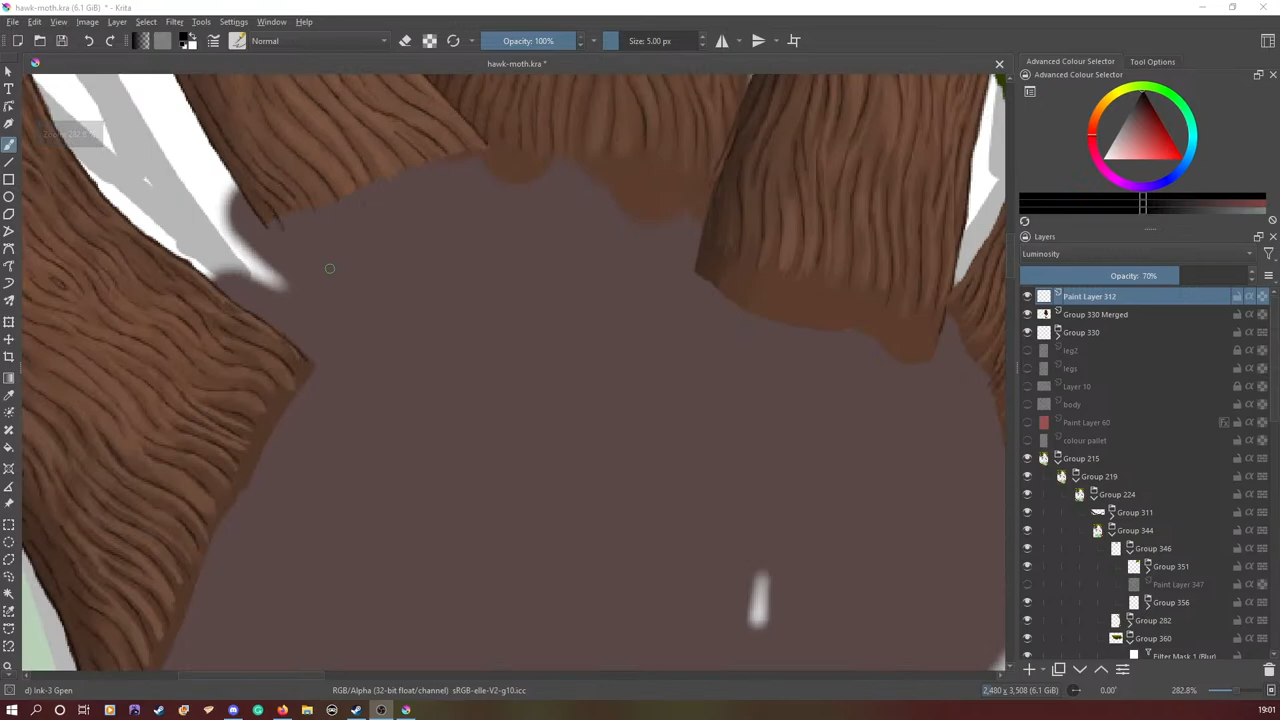 hawk-moth.kra (6.1 GiB) * - Krita
File Edit View Image Layer Select Filter Tools Settings Window Help
Normal Opacity: 100% Size: 5.00 px
hawk-moth.kra *
Advanced Colour Selector Tool Options
Advanced Colour Selector
Layers
Luminosity
Opacity: 70%
Paint Layer 312
Group 330 Merged
Group 330
leg2
legs
Layer 10
body
Paint Layer 60
colour pallet
Group 215
Group 219
Group 224
Group 311
Group 344
Group 346
Group 351
Paint Layer 347
Group 356
Group 282
Group 360
Filter Mask 1 (Blur)
d) Ink-3 Gpen RGB/Alpha (32-bit float/channel) sRGB-elle-V2-g10.icc 2,480 x 3,508 (6.1 GiB) 0.00° 282.8%
19:01